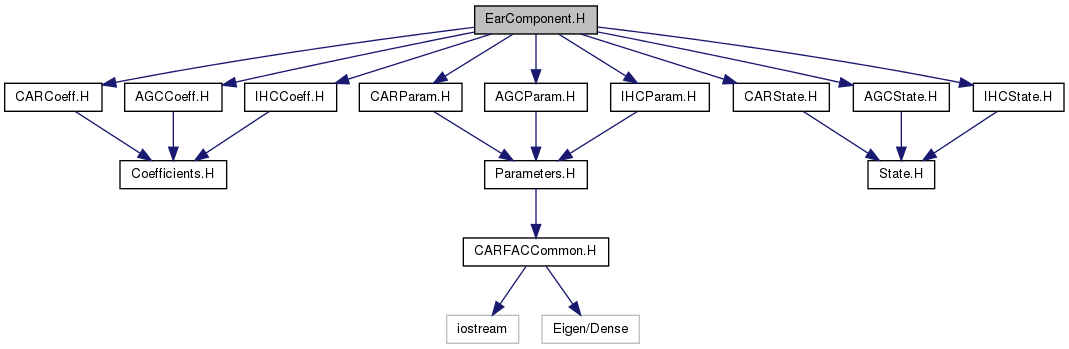 EarComponent.H
CARCoeff.H
AGCCoeff.H
IHCCoeff.H
CARParam.H
AGCParam.H
IHCParam.H
CARState.H
AGCState.H
IHCState.H
Coefficients.H
Parameters.H
State.H
CARFACCommon.H
iostream
Eigen/Dense